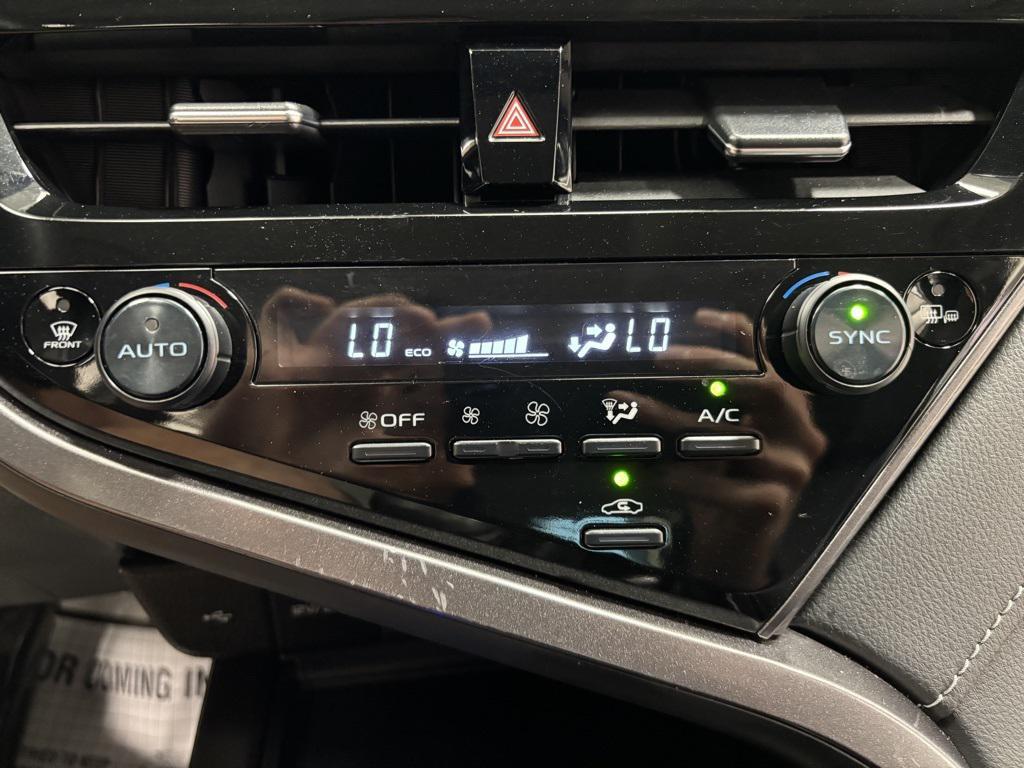 FRONT
AUTO
LO ECO
LO
SYNC
OFF
A/C
OR COMING IN